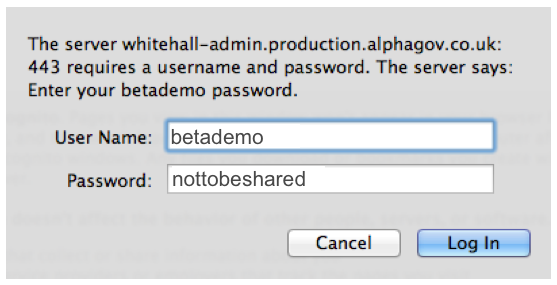 The server whitehall-admin.production.alphagov.co.uk:
443 requires a username and password. The server says:
Enter your betademo password.
User Name: betademo
Password: nottobeshared
Cancel Log In